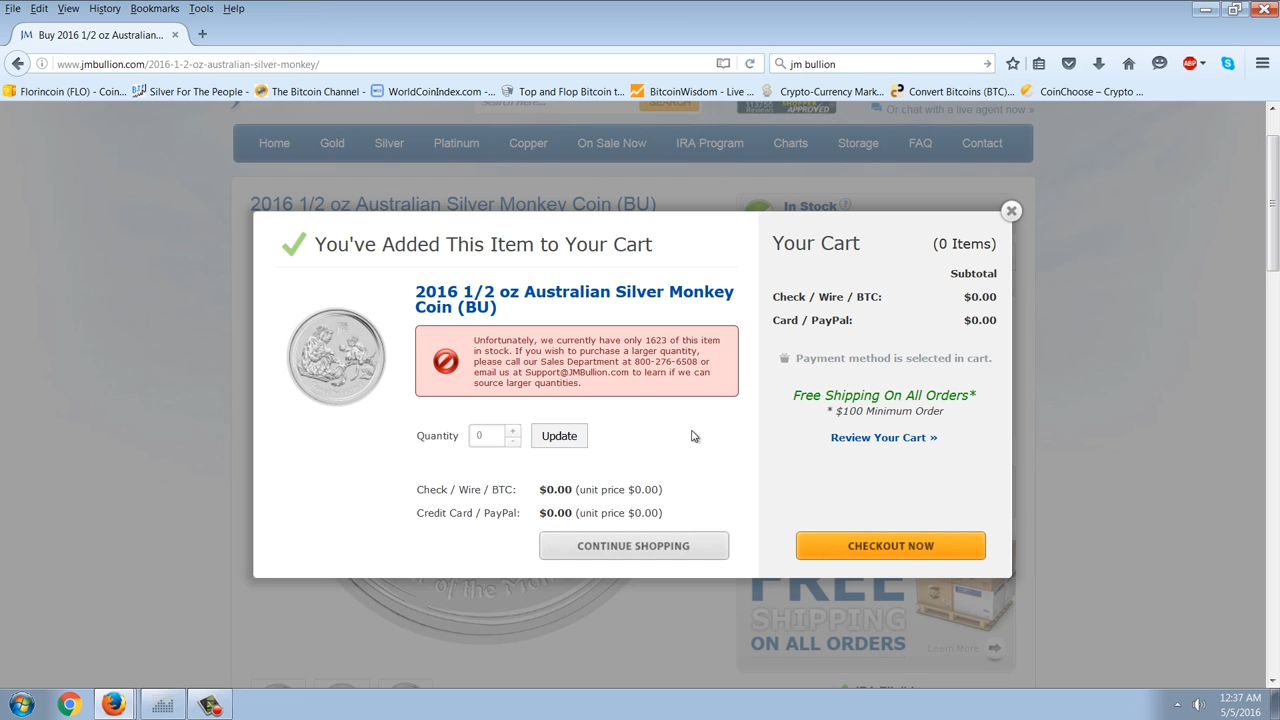 File Edit View History Bookmarks Tools Help
JM Buy 2016 1/2 oz Australian...
www.jmbullion.com/2016-1-2-oz-australian-silver-monkey/
jm bullion
ABP
Florincoin (FLO) - Coin...
Silver For The People -
The Bitcoin Channel -
WorldCoinIndex.com -...
Top and Flop Bitcoin t...
BitcoinWisdom - Live ...
Crypto-Currency Mark...
Convert Bitcoins (BTC)...
CoinChoose – Crypto ...
SEARCH
SHOPPER
APPROVED
Or chat with a live agent now »
Home Gold Silver Platinum Copper On Sale Now IRA Program Charts Storage FAQ Contact
2016 1/2 oz Australian Silver Monkey Coin (BU)
In Stock
You've Added This Item to Your Cart
2016 1/2 oz Australian Silver Monkey
Coin (BU)
Unfortunately, we currently have only 1623 of this item
in stock. If you wish to purchase a larger quantity,
please call our Sales Department at 800-276-6508 or
email us at Support@JMBullion.com to learn if we can
source larger quantities.
Quantity 0 Update
Check / Wire / BTC: $0.00 (unit price $0.00)
Credit Card / PayPal: $0.00 (unit price $0.00)
CONTINUE SHOPPING
Your Cart (0 Items)
Subtotal
Check / Wire / BTC: $0.00
Card / PayPal: $0.00
Payment method is selected in cart.
Free Shipping On All Orders*
* $100 Minimum Order
Review Your Cart »
CHECKOUT NOW
of the
FREE
SHIPPING
ON ALL ORDERS
Learn More
12:37 AM
5/5/2016